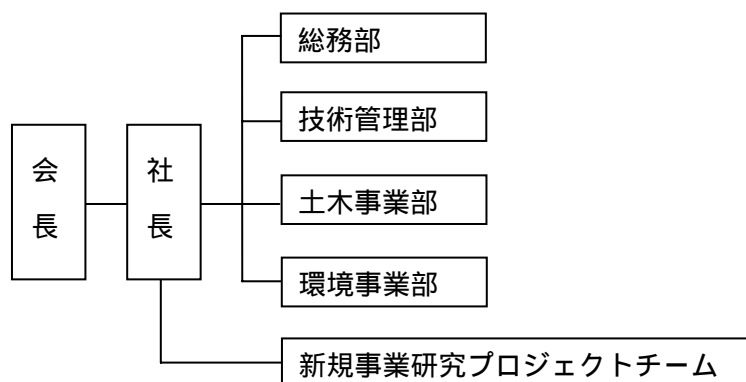 会長
社長
総務部
技術管理部
土木事業部
環境事業部
新規事業研究プロジェクトチーム